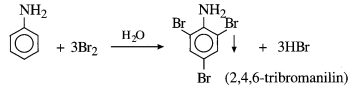 NH₂ NH₂
Br Br
+ 3Br₂ H₂O + 3HBr
Br (2,4,6-tribromanilin)